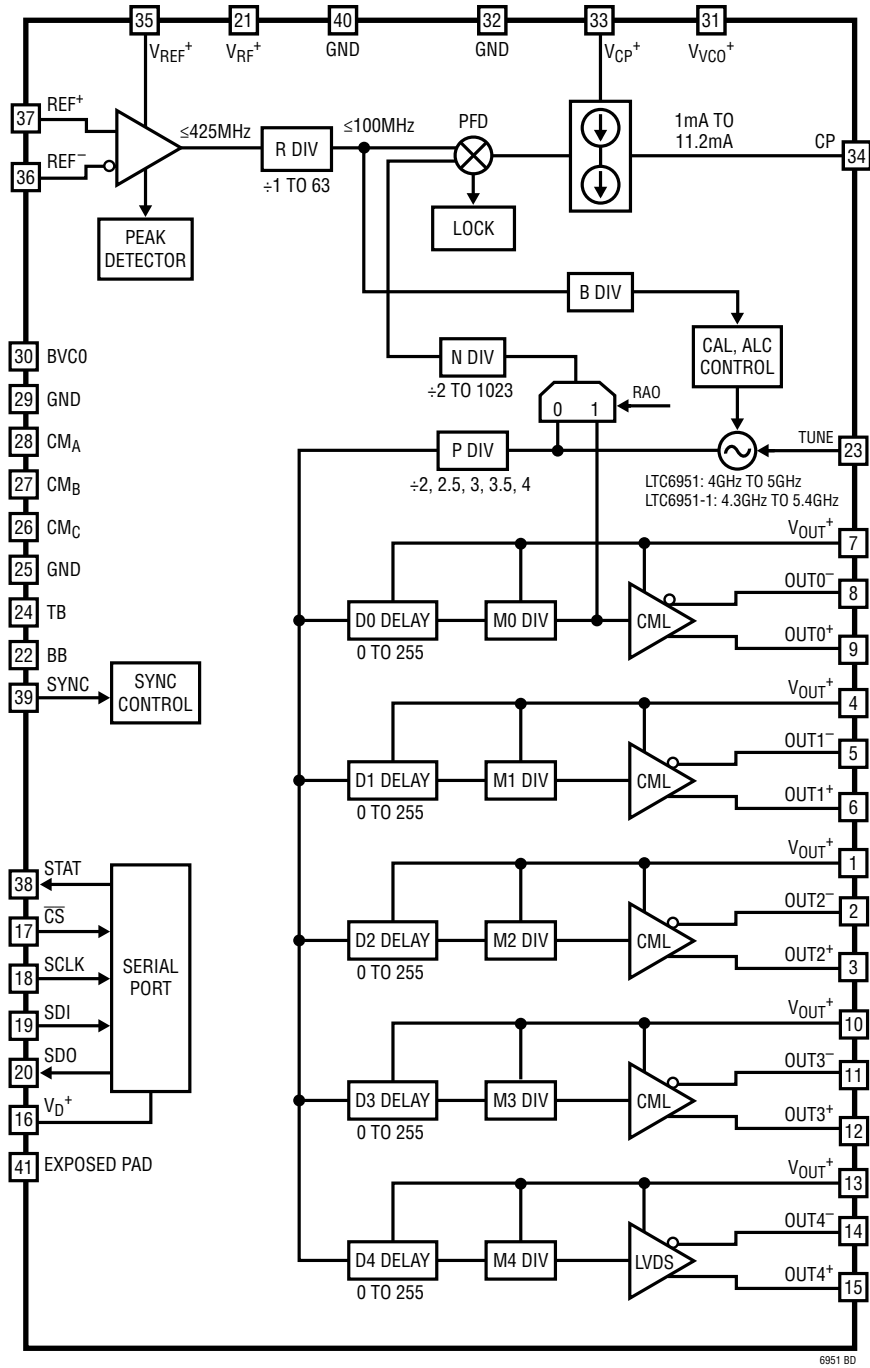 35 21 40 32 33 31
V_REF+ V_RF+ GND GND V_CP+ V_VCO+
37 REF+
36 REF−
≤425MHz
R DIV
÷1 TO 63
≤100MHz
PFD
1mA TO
11.2mA
CP 34
PEAK
DETECTOR
LOCK
B DIV
CAL, ALC
CONTROL
N DIV
÷2 TO 1023
0 1
RAO
P DIV
÷2, 2.5, 3, 3.5, 4
TUNE 23
LTC6951: 4GHz TO 5GHz
LTC6951-1: 4.3GHz TO 5.4GHz
30 BVCO
29 GND
28 CM_A
27 CM_B
26 CM_C
25 GND
24 TB
22 BB
39 SYNC
SYNC
CONTROL
38 STAT
17 C̅S̅
18 SCLK
19 SDI
20 SDO
16 V_D+
SERIAL
PORT
41 EXPOSED PAD
V_OUT+ 7
D0 DELAY
0 TO 255
M0 DIV
CML
OUT0− 8
OUT0+ 9
V_OUT+ 4
D1 DELAY
0 TO 255
M1 DIV
CML
OUT1− 5
OUT1+ 6
V_OUT+ 1
D2 DELAY
0 TO 255
M2 DIV
CML
OUT2− 2
OUT2+ 3
V_OUT+ 10
D3 DELAY
0 TO 255
M3 DIV
CML
OUT3− 11
OUT3+ 12
V_OUT+ 13
D4 DELAY
0 TO 255
M4 DIV
LVDS
OUT4− 14
OUT4+ 15
6951 BD